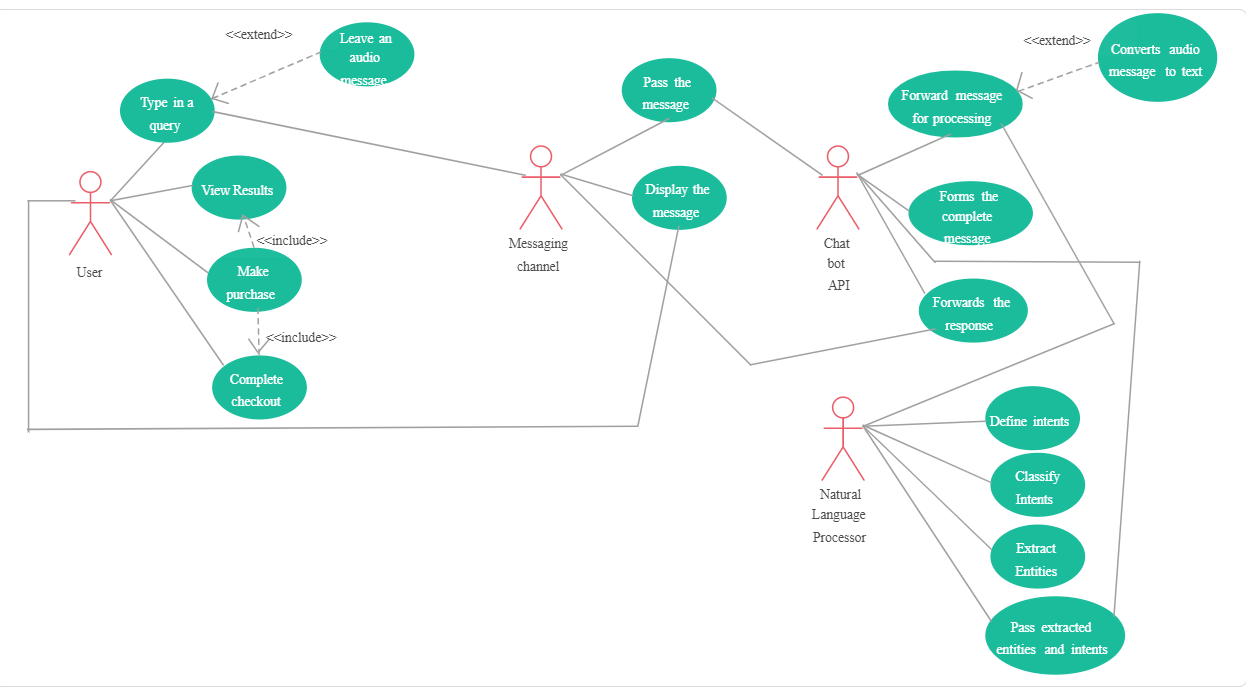 <<extend>>
Leave an
audio
message
Type in a
query
View Results
<<include>>
Make
purchase
<<include>>
Complete
checkout
User
Pass the
message
Display the
message
Messaging
channel
<<extend>>
Converts audio
message to text
Forward message
for processing
Forms the
complete
message
Forwards the
response
Chat
bot
API
Define intents
Classify
Intents
Extract
Entities
Pass extracted
entities and intents
Natural
Language
Processor